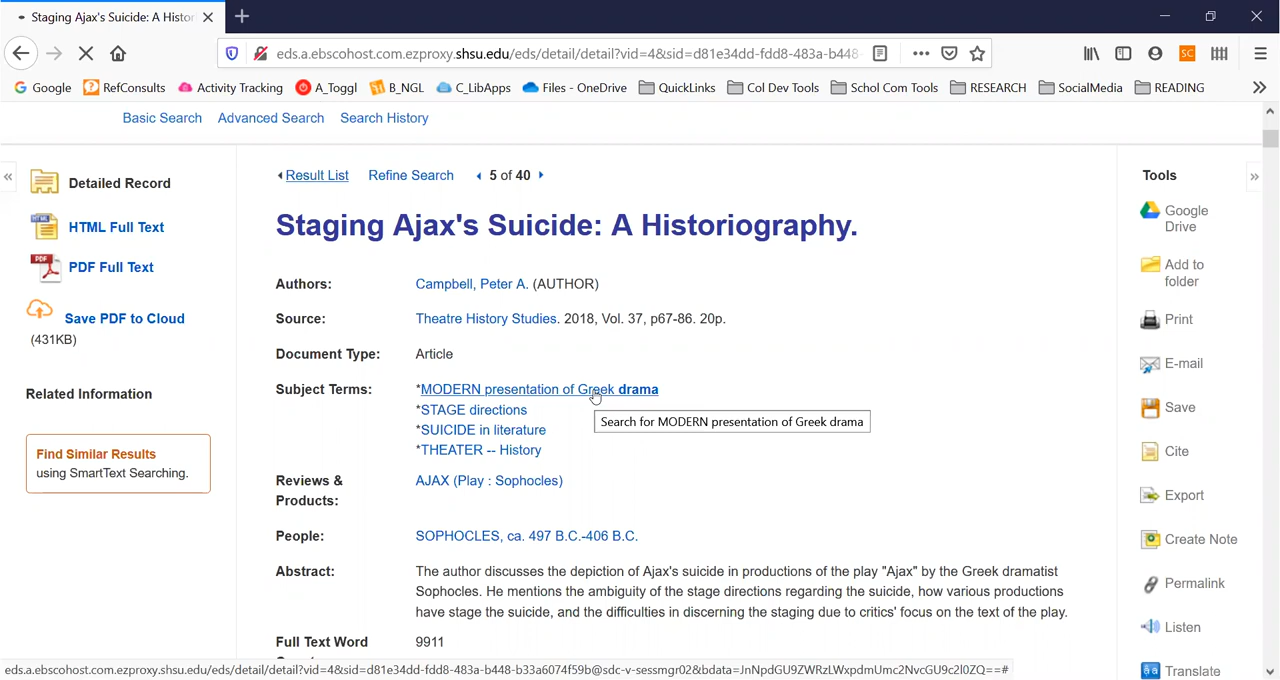 Staging Ajax's Suicide: A Histor
eds.a.ebscohost.com.ezproxy.shsu.edu/eds/detail/detail?vid=4&sid=d81e34dd-fdd8-483a-b448-
Google RefConsults Activity Tracking A_Toggl B_NGL C_LibApps Files - OneDrive QuickLinks Col Dev Tools Schol Com Tools RESEARCH SocialMedia READING
Basic Search Advanced Search Search History
Detailed Record
HTML Full Text
PDF Full Text
Save PDF to Cloud
(431KB)
Related Information
Find Similar Results
using SmartText Searching.
Result List Refine Search 5 of 40
Staging Ajax's Suicide: A Historiography.
Authors: Campbell, Peter A. (AUTHOR)
Source: Theatre History Studies. 2018, Vol. 37, p67-86. 20p.
Document Type: Article
Subject Terms: *MODERN presentation of Greek drama
*STAGE directions
*SUICIDE in literature
*THEATER -- History
Search for MODERN presentation of Greek drama
Reviews & Products: AJAX (Play : Sophocles)
People: SOPHOCLES, ca. 497 B.C.-406 B.C.
Abstract: The author discusses the depiction of Ajax's suicide in productions of the play "Ajax" by the Greek dramatist
Sophocles. He mentions the ambiguity of the stage directions regarding the suicide, how various productions
have stage the suicide, and the difficulties in discerning the staging due to critics' focus on the text of the play.
Full Text Word 9911
Tools
Google
Drive
Add to
folder
Print
E-mail
Save
Cite
Export
Create Note
Permalink
Listen
Translate
eds.a.ebscohost.com.ezproxy.shsu.edu/eds/detail/detail?vid=4&sid=d81e34dd-fdd8-483a-b448-b33a6074f59b@sdc-v-sessmgr02&bdata=JnNpdGU9ZWRzLWxpdmUmc2NvcGU9c2l0ZQ==#